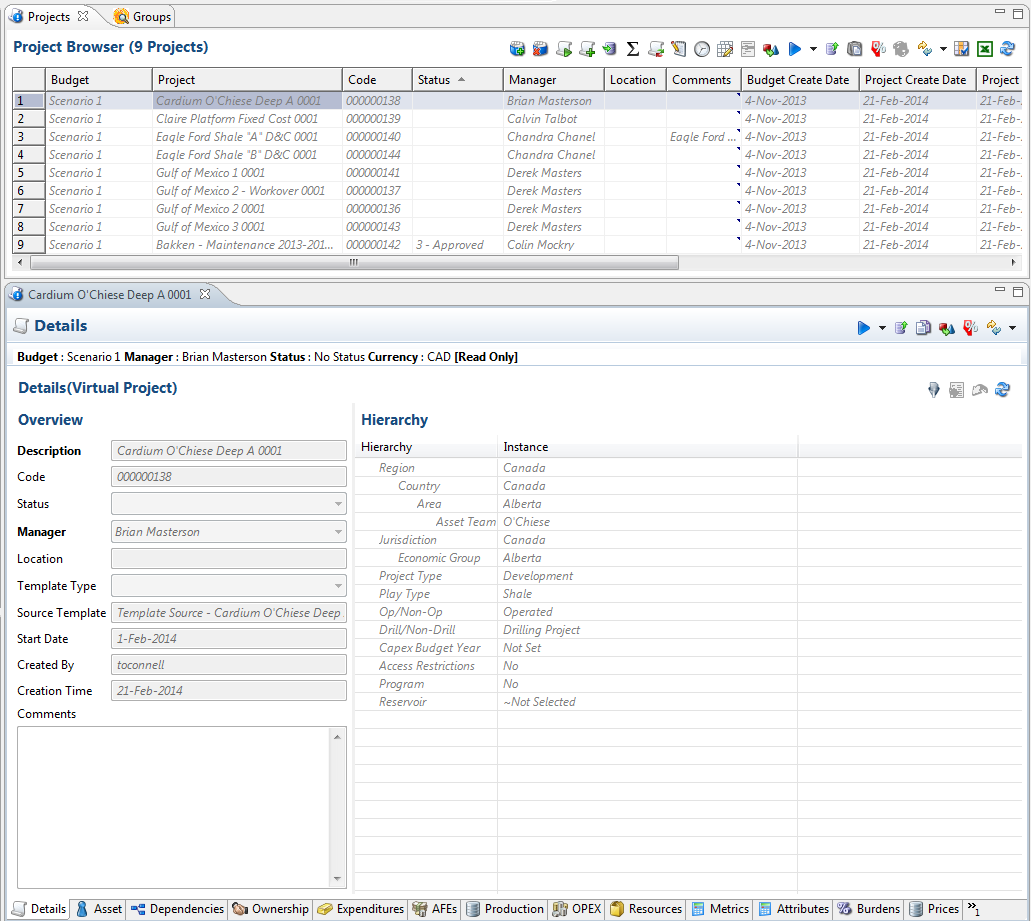 Projects Groups
Project Browser (9 Projects)
Budget Project Code Status Manager Location Comments Budget Create Date Project Create Date Project
1 Scenario 1 Cardium O'Chiese Deep A 0001 000000138 Brian Masterson 4-Nov-2013 21-Feb-2014 21-Feb-
2 Scenario 1 Claire Platform Fixed Cost 0001 000000139 Calvin Talbot 4-Nov-2013 21-Feb-2014 21-Feb-
3 Scenario 1 Eagle Ford Shale "A" D&C 0001 000000140 Chandra Chanel Eagle Ford ... 4-Nov-2013 21-Feb-2014 21-Feb-
4 Scenario 1 Eagle Ford Shale "B" D&C 0001 000000144 Chandra Chanel 4-Nov-2013 21-Feb-2014 21-Feb-
5 Scenario 1 Gulf of Mexico 1 0001 000000141 Derek Masters 4-Nov-2013 21-Feb-2014 21-Feb-
6 Scenario 1 Gulf of Mexico 2 - Workover 0001 000000137 Derek Masters 4-Nov-2013 21-Feb-2014 21-Feb-
7 Scenario 1 Gulf of Mexico 2 0001 000000136 Derek Masters 4-Nov-2013 21-Feb-2014 21-Feb-
8 Scenario 1 Gulf of Mexico 3 0001 000000143 Derek Masters 4-Nov-2013 21-Feb-2014 21-Feb-
9 Scenario 1 Bakken - Maintenance 2013-201... 000000142 3 - Approved Colin Mockry 4-Nov-2013 21-Feb-2014 21-Feb-
Cardium O'Chiese Deep A 0001
Details
Budget : Scenario 1 Manager : Brian Masterson Status : No Status Currency : CAD [Read Only]
Details(Virtual Project)
Overview
Description Cardium O'Chiese Deep A 0001
Code 000000138
Status
Manager Brian Masterson
Location
Template Type
Source Template Template Source - Cardium O'Chiese Deep
Start Date 1-Feb-2014
Created By toconnell
Creation Time 21-Feb-2014
Comments
Hierarchy
Hierarchy Instance
Region Canada
Country Canada
Area Alberta
Asset Team O'Chiese
Jurisdiction Canada
Economic Group Alberta
Project Type Development
Play Type Shale
Op/Non-Op Operated
Drill/Non-Drill Drilling Project
Capex Budget Year Not Set
Access Restrictions No
Program No
Reservoir ~Not Selected
Details Asset Dependencies Ownership Expenditures AFEs Production OPEX Resources Metrics Attributes Burdens Prices »1